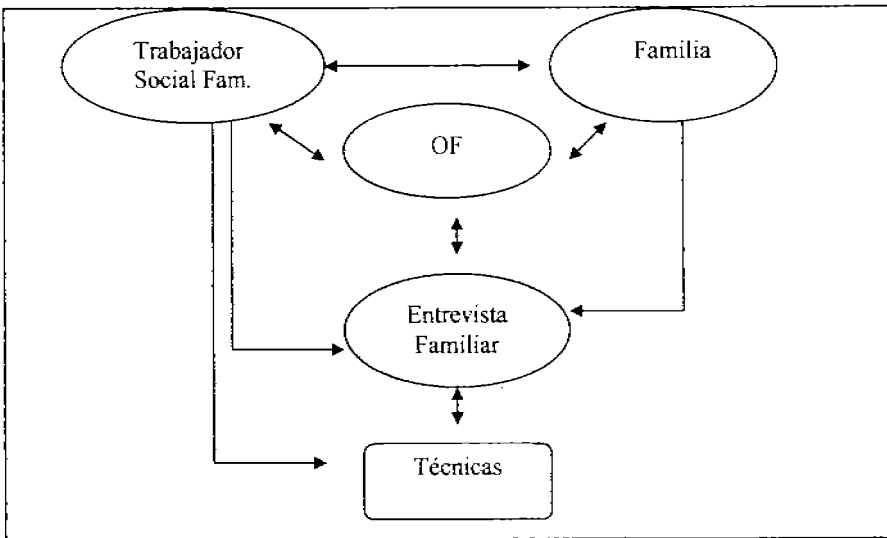 Trabajador
Social Fam.
Familia
OF
Entrevista
Familiar
Técnicas